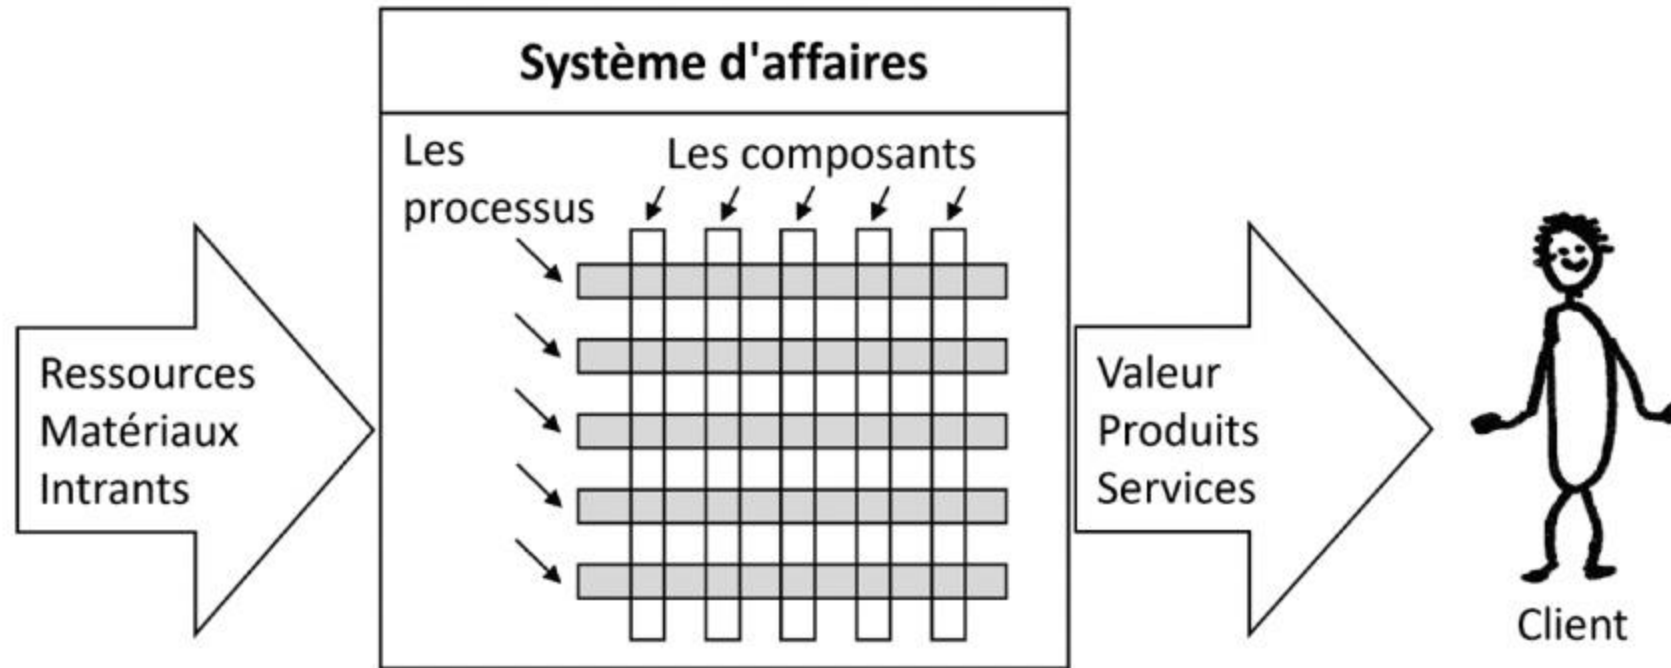 Système d'affaires
Les
processus
Les composants
Ressources
Matériaux
Intrants
Valeur
Produits
Services
Client